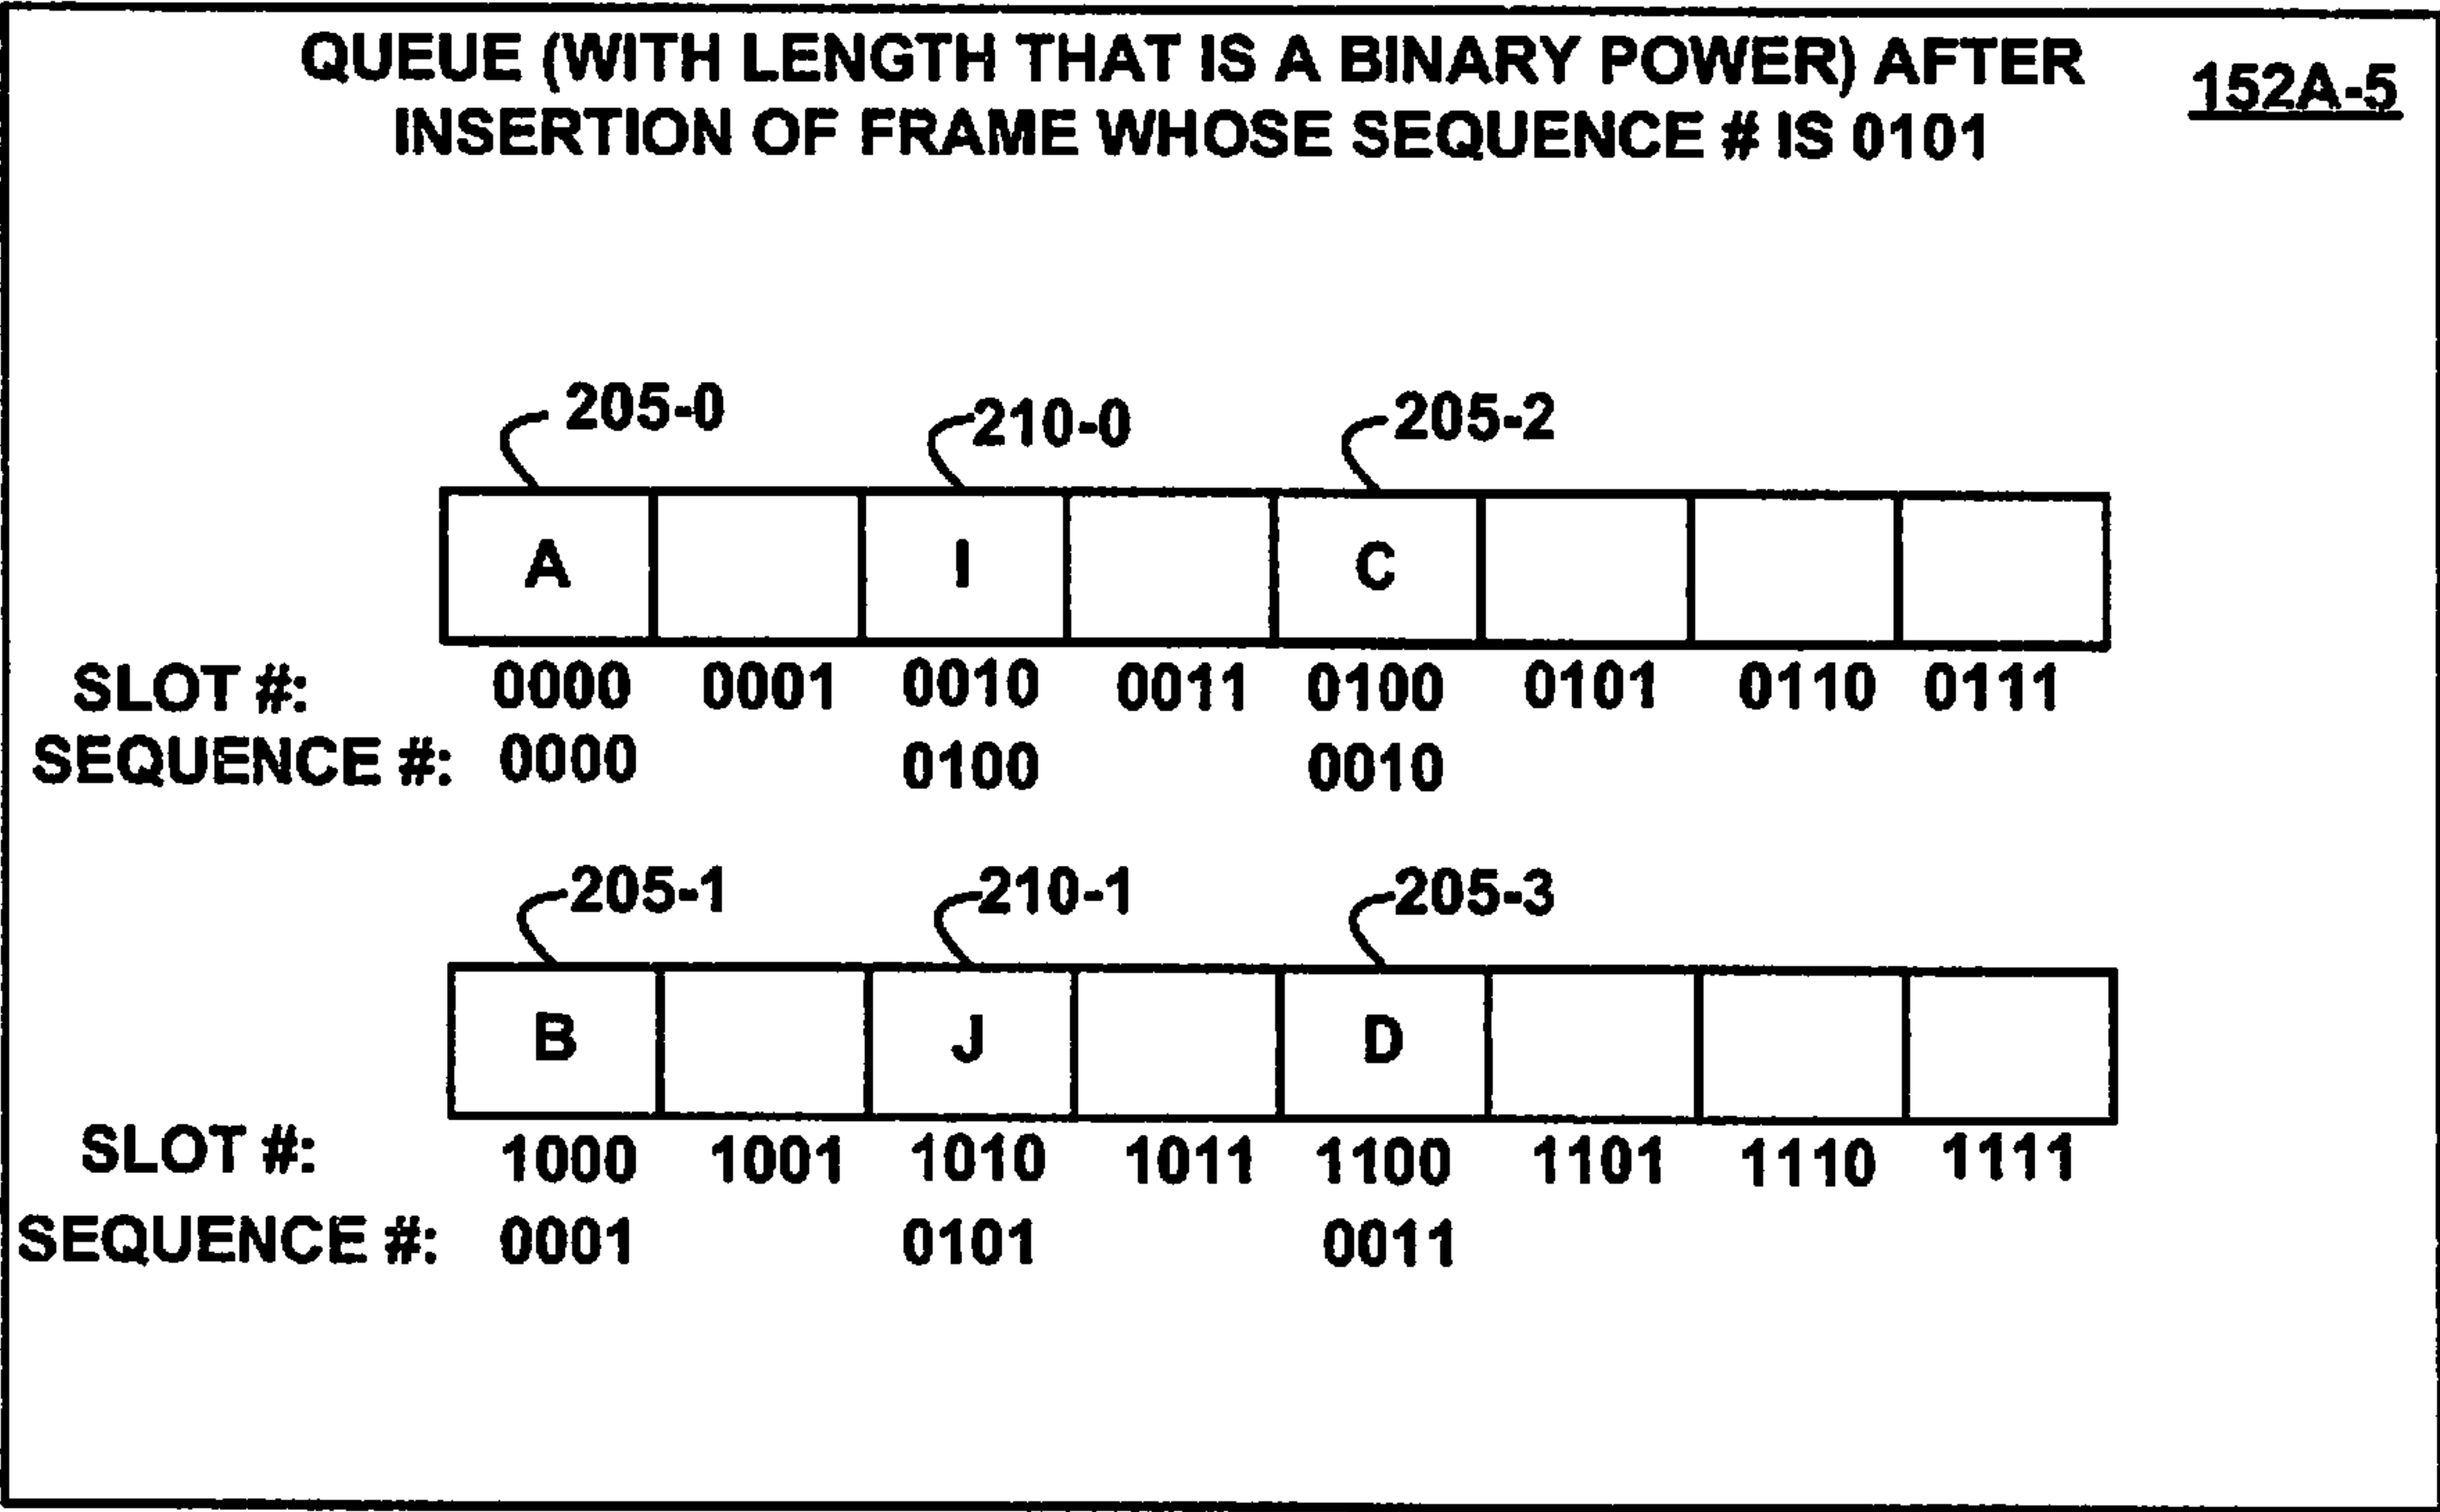 QUEUE (WITH LENGTH THAT IS A BINARY POWER) AFTER
INSERTION OF FRAME WHOSE SEQUENCE # IS 0101
152A-5
205-0 210-0 205-2
A I C
SLOT #: 0000 0001 0010 0011 0100 0101 0110 0111
SEQUENCE #: 0000 0100 0010
205-1 210-1 205-3
B J D
SLOT #: 1000 1001 1010 1011 1100 1101 1110 1111
SEQUENCE #: 0001 0101 0011